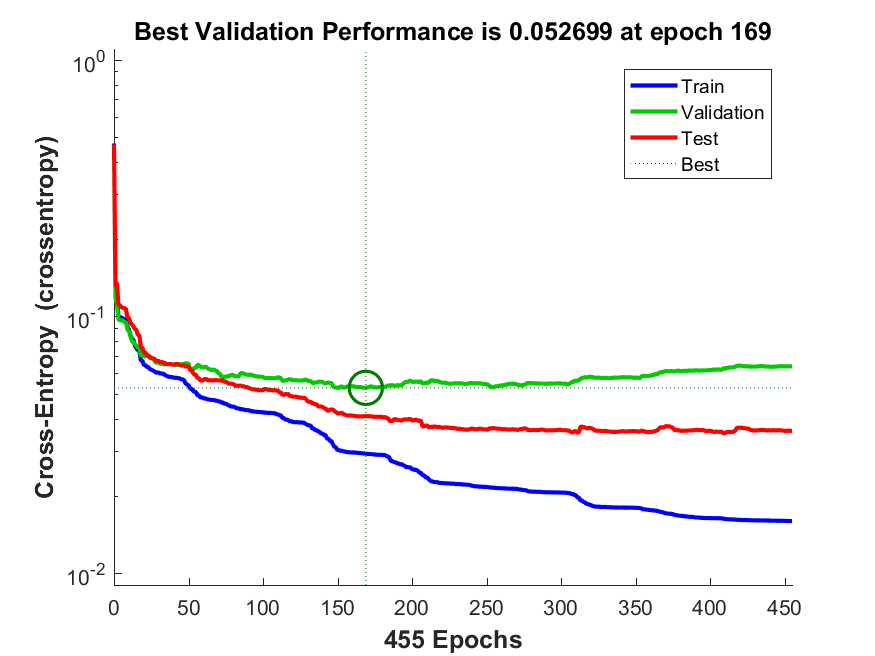 Best Validation Performance is 0.052699 at epoch 169
Cross-Entropy (crossentropy)
10^0
10^-1
10^-2
Train
Validation
Test
Best
0 50 100 150 200 250 300 350 400 450
455 Epochs